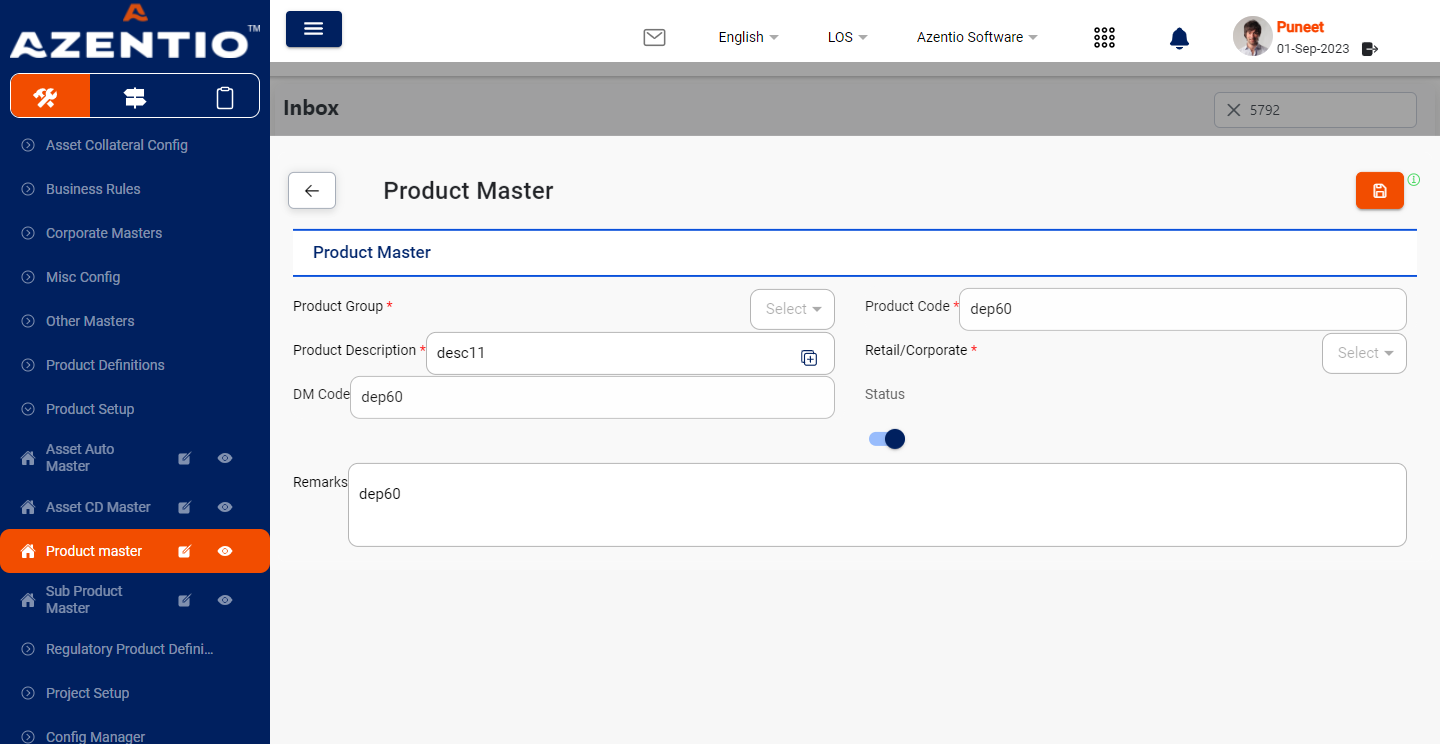 AZENTIO™
English
LOS
Azentio Software
Puneet
01-Sep-2023
Inbox
5792
Asset Collateral Config
Business Rules
Corporate Masters
Misc Config
Other Masters
Product Definitions
Product Setup
Asset Auto
Master
Asset CD Master
Product master
Sub Product
Master
Regulatory Product Defini...
Project Setup
Config Manager
Product Master
Product Master
Product Group *
Select
Product Code *
dep60
Product Description *
desc11
Retail/Corporate *
Select
DM Code
dep60
Status
Remarks
dep60